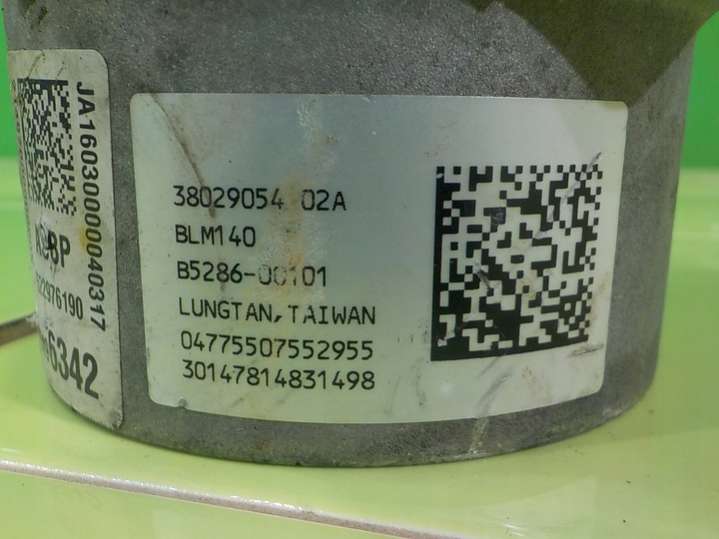 38029054 02A
BLM140
B5286-00101
LUNGTAN, TAIWAN
04775507552955
30147814831498
JA1603000040317
6342